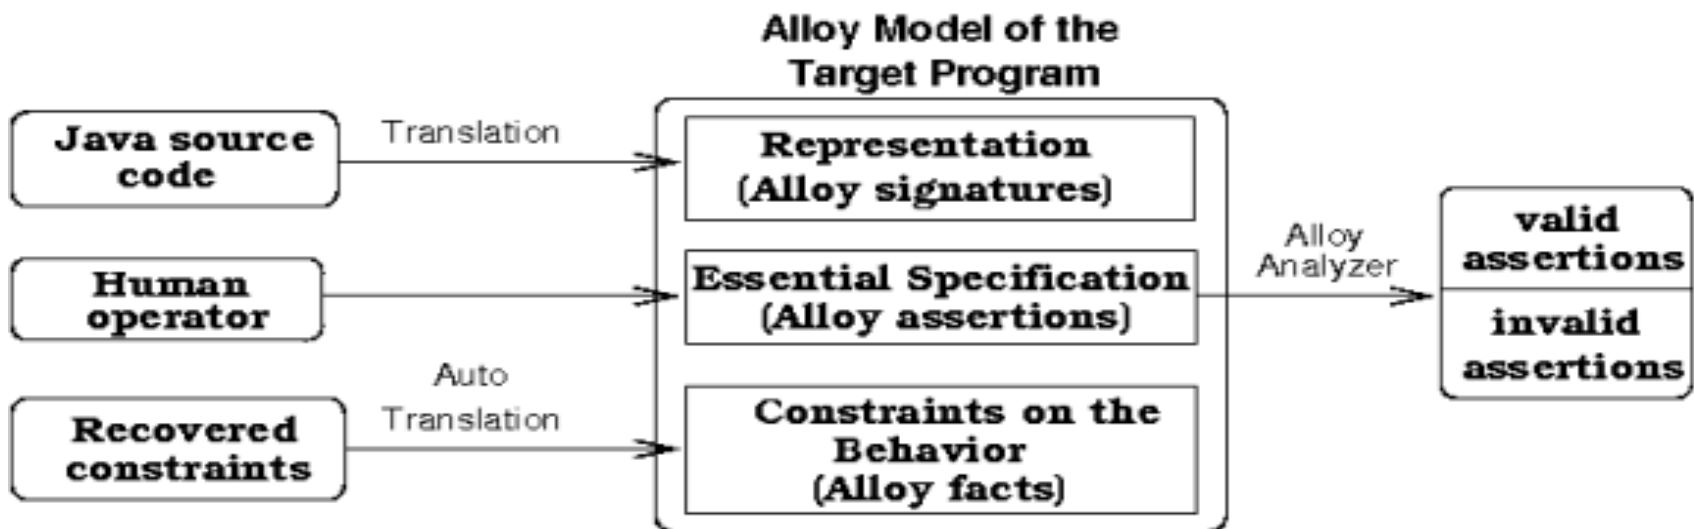 Alloy Model of the
Target Program
Java source
code
Translation
Representation
(Alloy signatures)
Human
operator
Essential Specification
(Alloy assertions)
Alloy
Analyzer
valid
assertions
invalid
assertions
Recovered
constraints
Auto
Translation
Constraints on the
Behavior
(Alloy facts)